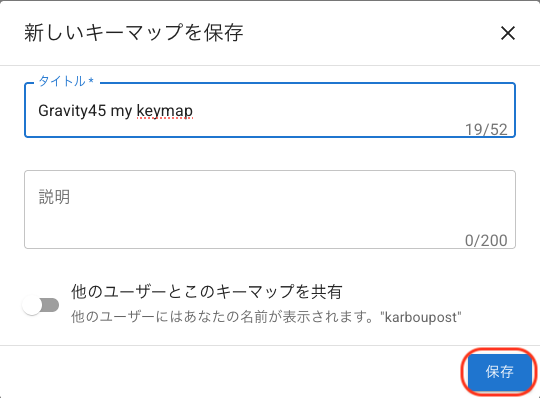 新しいキーマップを保存
タイトル *
Gravity45 my keymap
19/52
説明
0/200
他のユーザーとこのキーマップを共有
他のユーザーにはあなたの名前が表示されます。"karboupost"
保存